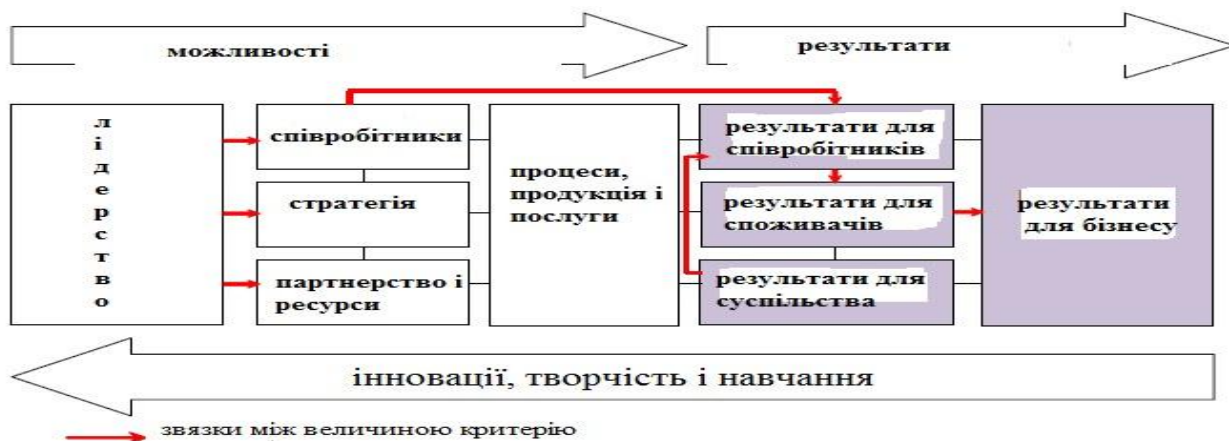 можливості
результати
лідерство
співробітники
стратегія
партнерство і
ресурси
процеси,
продукція і
послуги
результати для
співробітників
результати для
споживачів
результати для
суспільства
результати
для бізнесу
інновації, творчість і навчання
звязки між величиною критерію